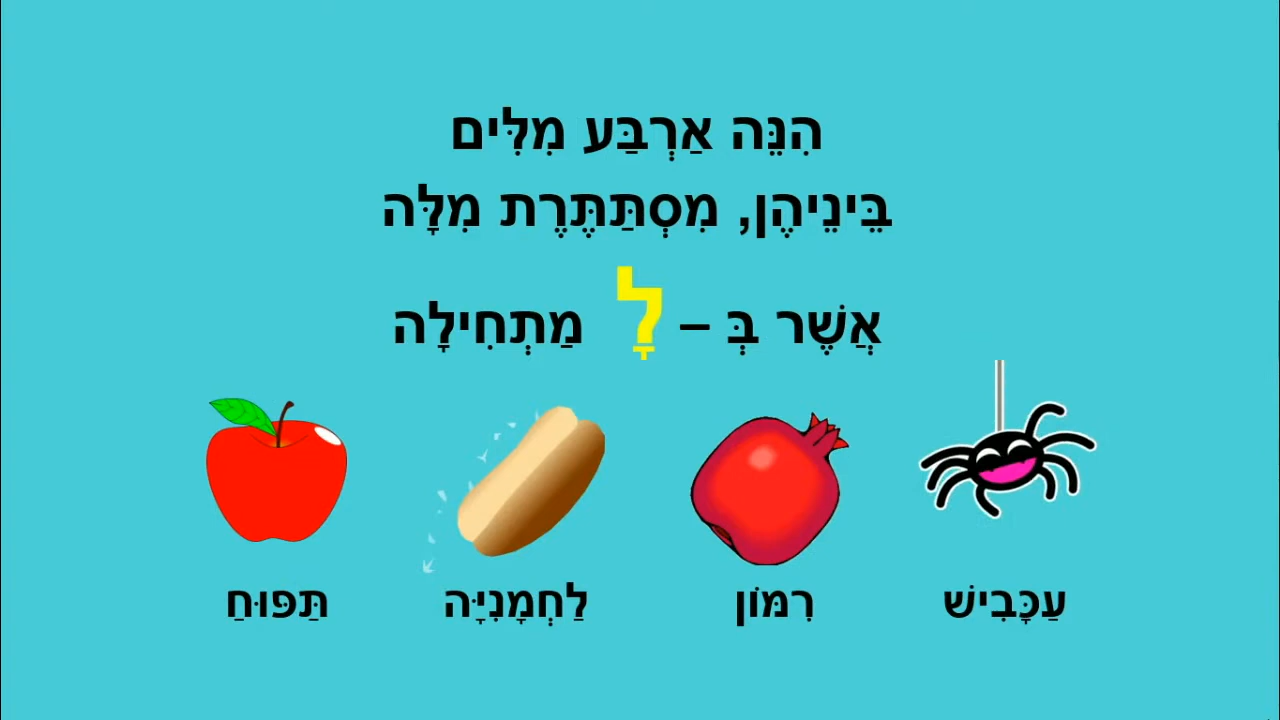 הִנֵּה אַרְבַּע מִלִּים
בֵּינֵיהֶן, מִסְתַּתֶּרֶת מִלָּה
אֲשֶׁר בְּ – לָ מַתְחִילָה
עַכָּבִישׁ רִמּוֹן לַחְמָנִיָּה תַּפּוּחַ